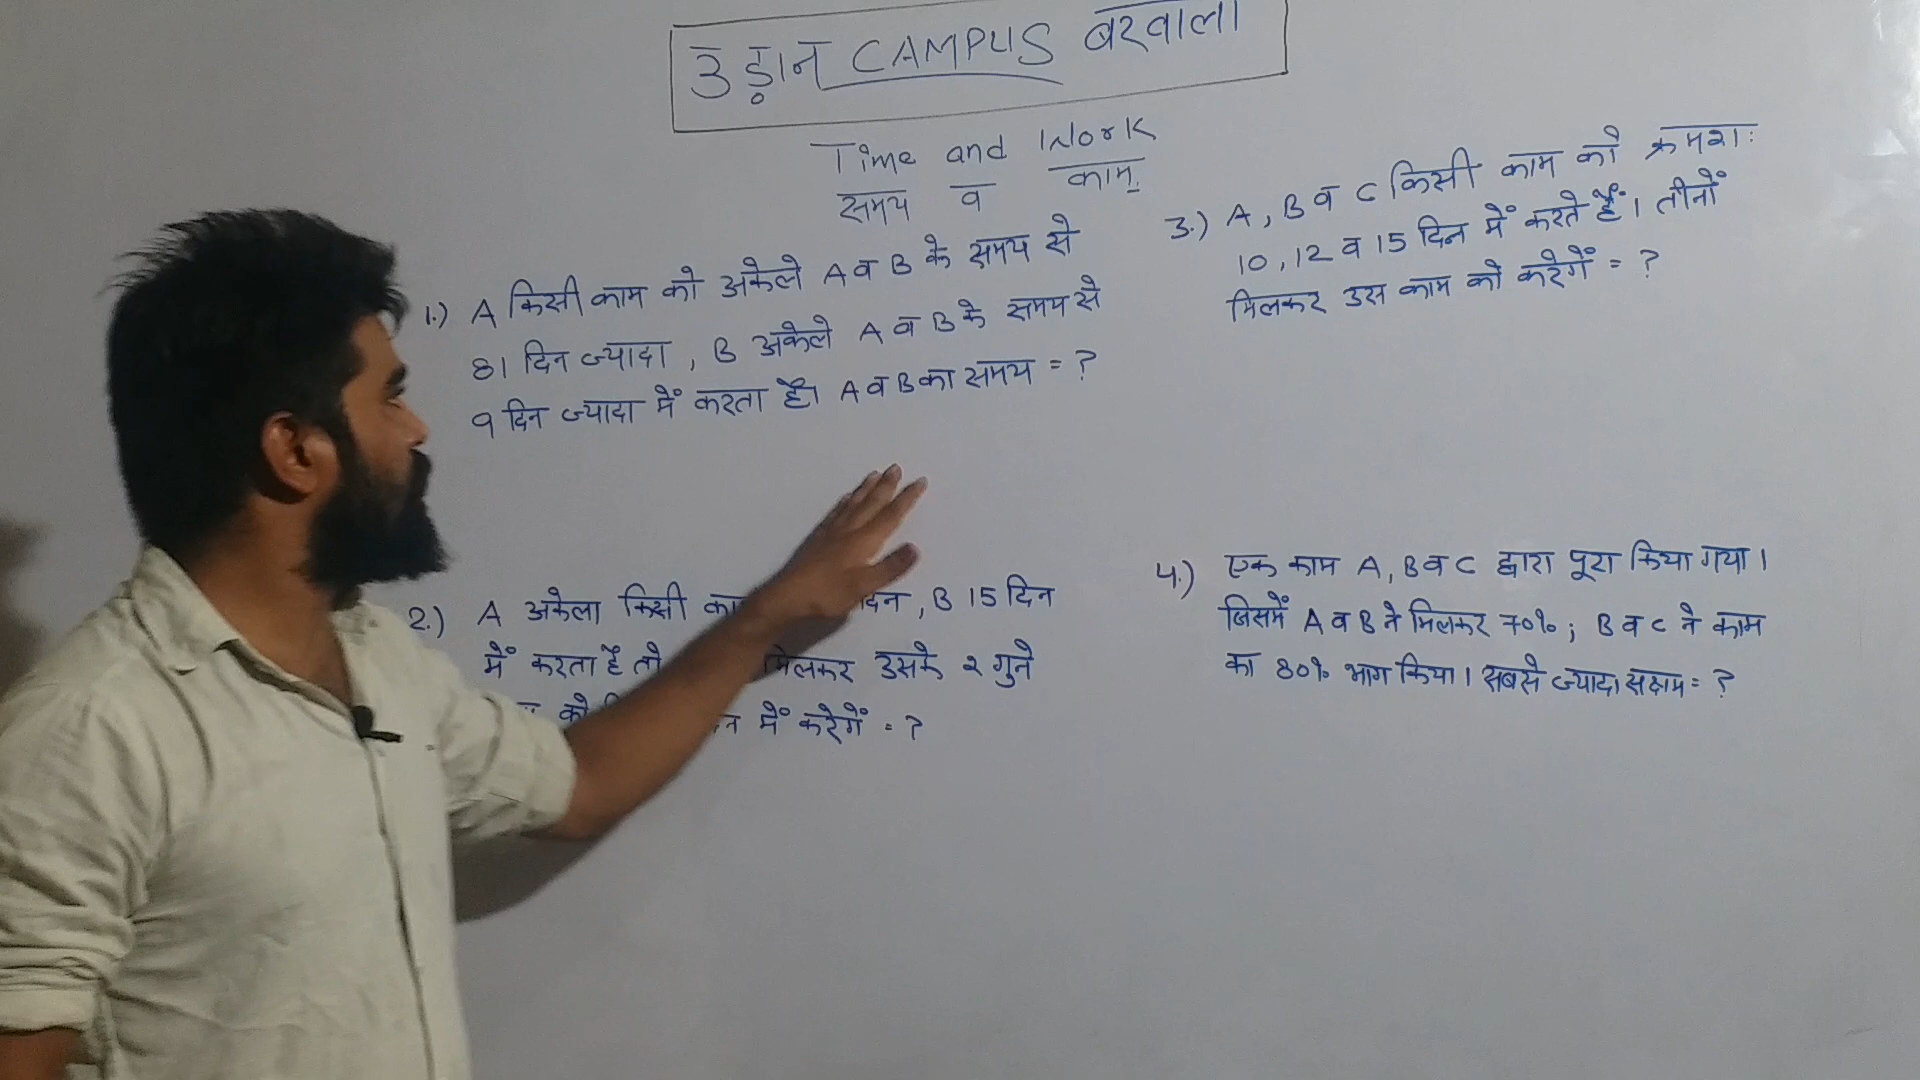 उड़ान CAMPUS बरवाला
Time and Work
समय व काम
1.) A किसी काम को अकेले A व B के समय से
81 दिन ज्यादा, B अकेले A व B के समय से
9 दिन ज्यादा में करता है। A व B का समय = ?
2.) A अकेला किसी दिन, B 15 दिन
में करता है तो मिलकर उसके 2 गुने
को में करेगें = ?
3.) A, B व C किसी काम को क्रमशः
10, 12 व 15 दिन में करते हैं। तीनों
मिलकर उस काम को करेगें = ?
4.) एक काम A, B व C द्वारा पूरा किया गया।
जिसमें A व B ने मिलकर 70%; B व C ने काम
का 80% भाग किया। सबसे ज्यादा सक्षम = ?